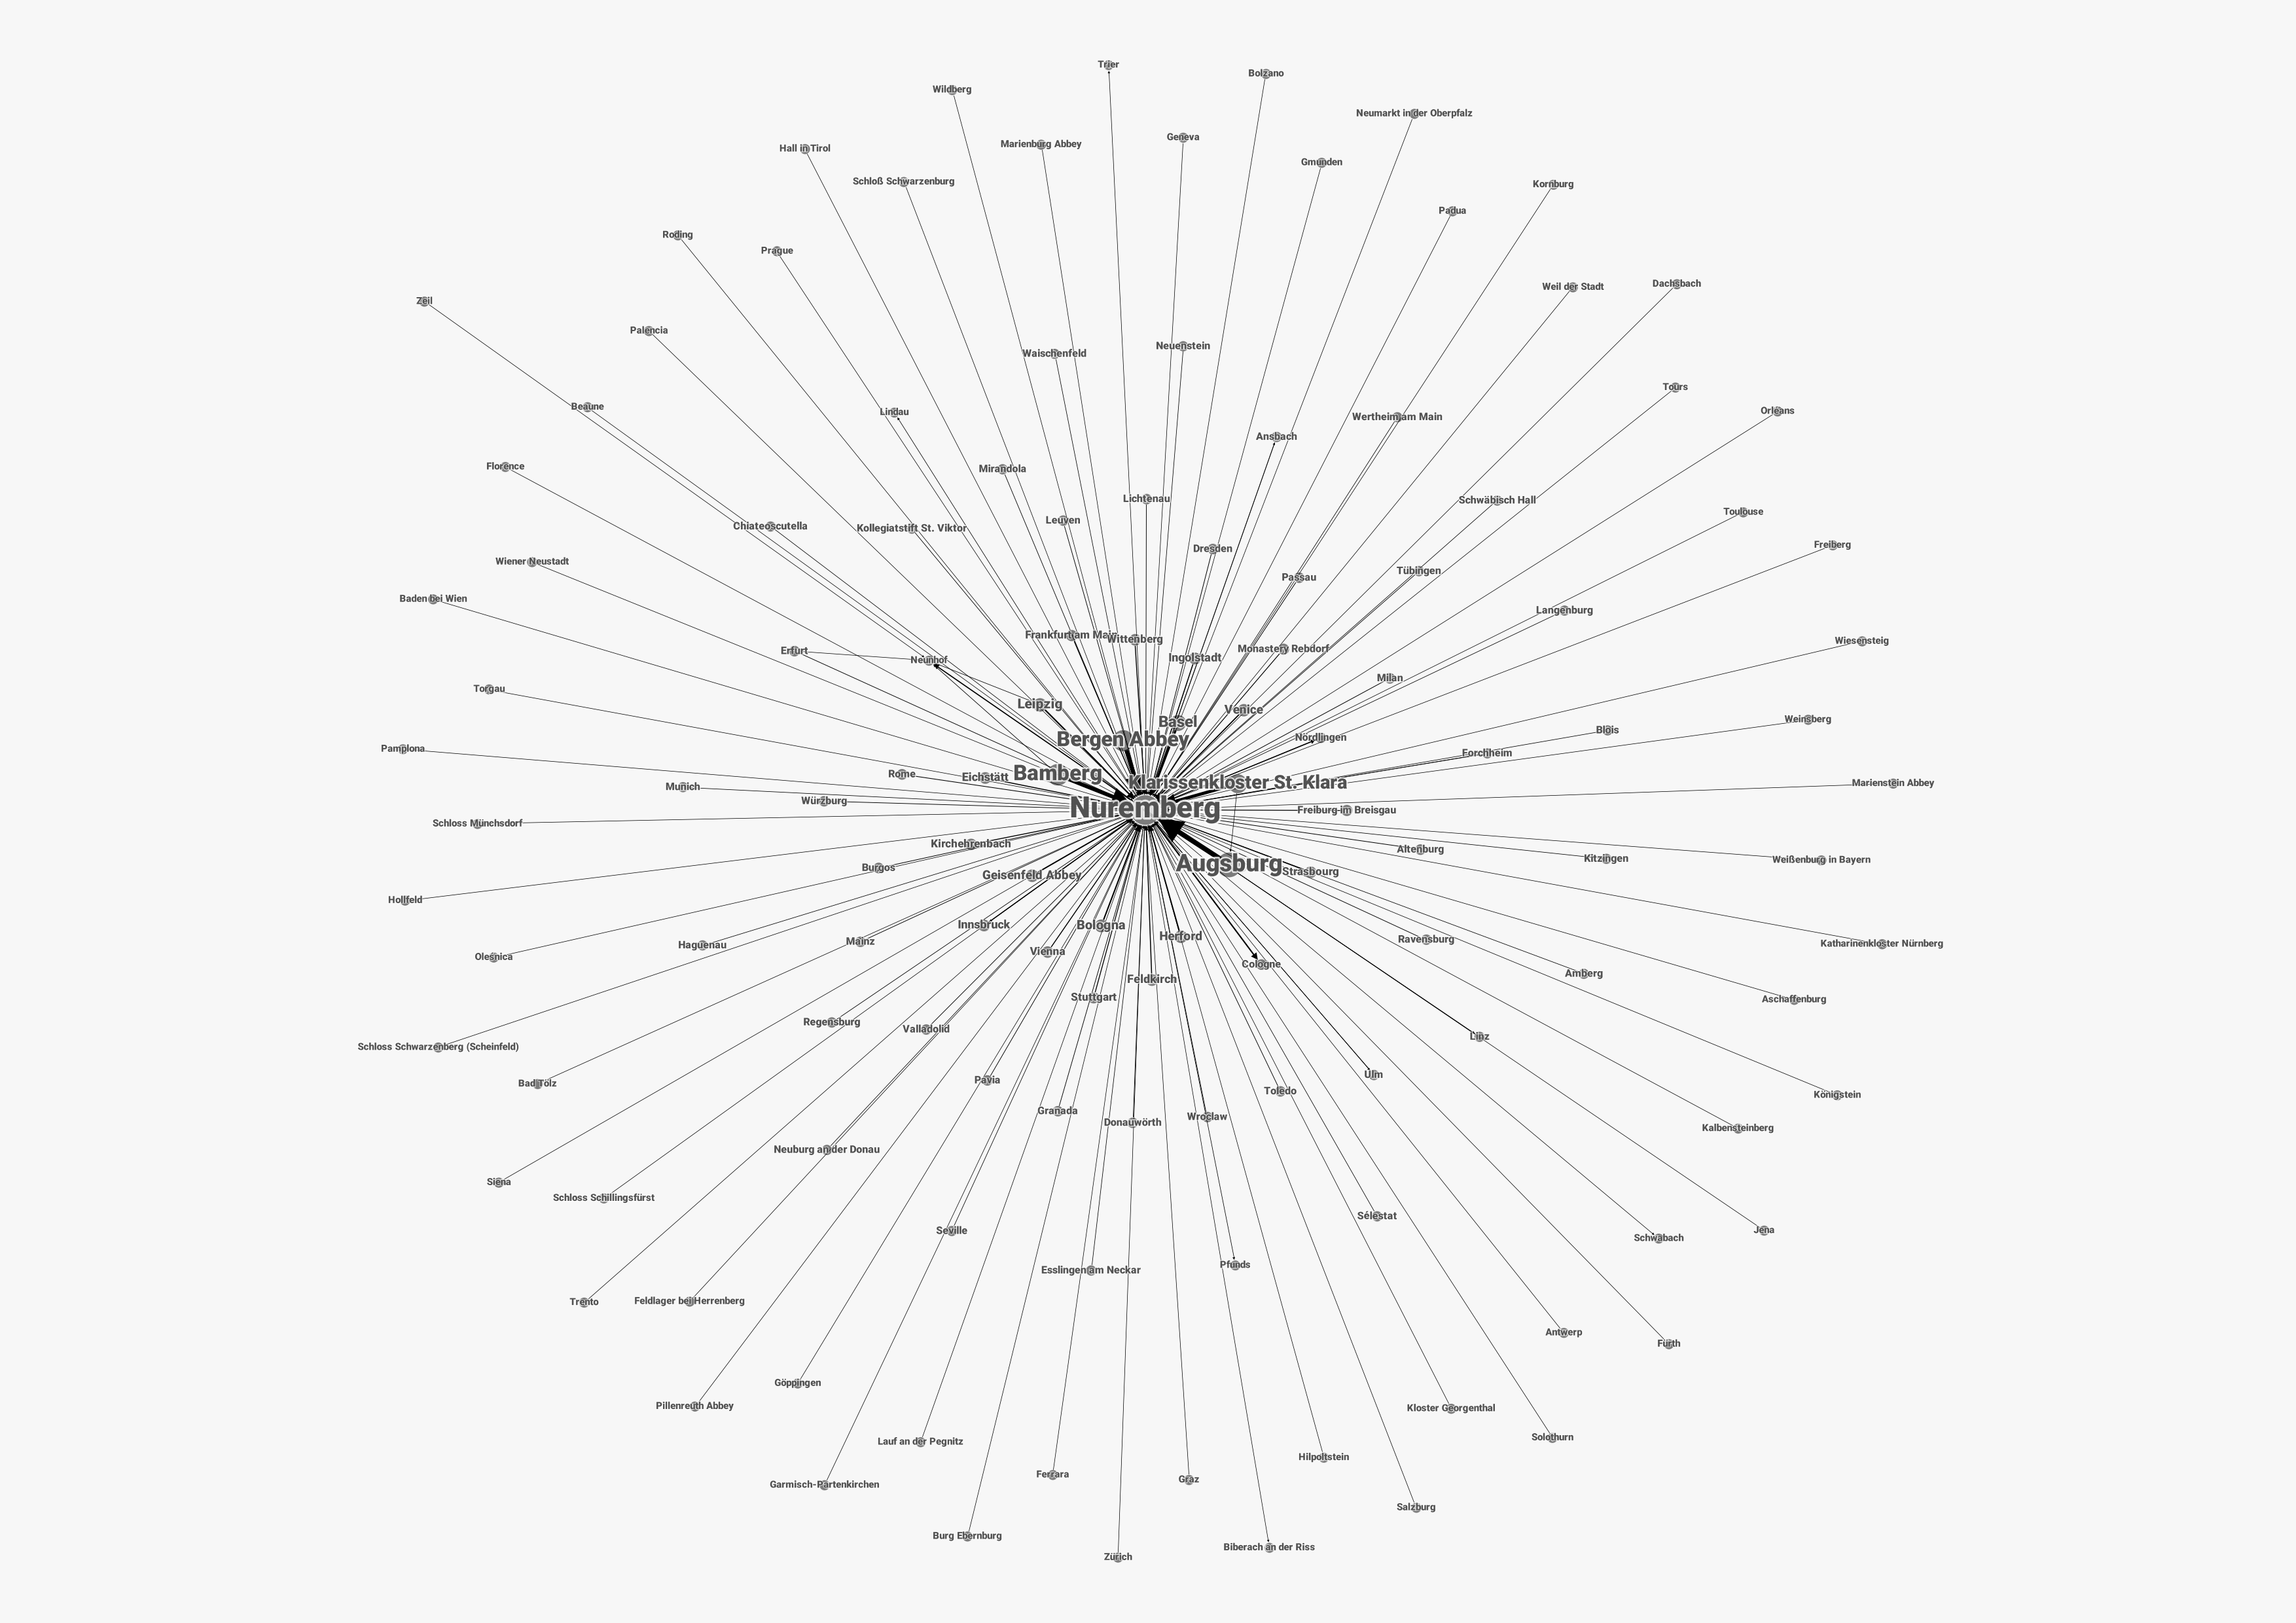 Trier
Bolzano
Wildberg
Neumarkt in der Oberpfalz
Geneva
Marienburg Abbey
Hall in Tirol
Gmunden
Schloß Schwarzenburg
Kornburg
Padua
Roding
Prague
Dachsbach
Weil der Stadt
Zeil
Palencia
Neuenstein
Waischenfeld
Tours
Beaune
Orléans
Lindau
Wertheim am Main
Ansbach
Florence
Mirandola
Lichtenau
Schwäbisch Hall
Toulouse
Leuven
Chiateoscutella
Kollegiatstift St. Viktor
Freiberg
Dresden
Wiener Neustadt
Tübingen
Passau
Baden bei Wien
Langenburg
Frankfurt am Main
Wittenberg
Wiesensteig
Monastery Rebdorf
Erfurt
Ingolstadt
Neunhof
Milan
Torgau
Leipzig
Venice
Weinsberg
Basel
Blois
Nördlingen
Bergen Abbey
Pamplona
Forchheim
Bamberg
Rome
Eichstätt
Klarissenkloster St. Klara
Marienstein Abbey
Munich
Würzburg
Nuremberg
Freiburg im Breisgau
Schloss Münchsdorf
Kirchehrenbach
Altenburg
Kitzingen
Weißenburg in Bayern
Augsburg
Burgos
Strasbourg
Geisenfeld Abbey
Hollfeld
Innsbruck
Bologna
Herford
Ravensburg
Mainz
Haguenau
Katharinenkloster Nürnberg
Vienna
Oleśnica
Cologne
Amberg
Feldkirch
Stuttgart
Aschaffenburg
Regensburg
Valladolid
Linz
Schloss Schwarzenberg (Scheinfeld)
Ulm
Pavia
Bad Tölz
Toledo
Königstein
Granada
Wrocław
Donauwörth
Kalbensteinberg
Neuburg an der Donau
Siena
Schloss Schillingsfürst
Sélestat
Seville
Jena
Schwabach
Pfunds
Esslingen am Neckar
Trento
Feldlager bei Herrenberg
Antwerp
Fürth
Göppingen
Pillenreuth Abbey
Kloster Georgenthal
Solothurn
Lauf an der Pegnitz
Hilpoltstein
Ferrara
Graz
Garmisch-Partenkirchen
Salzburg
Burg Ebernburg
Biberach an der Riss
Zürich